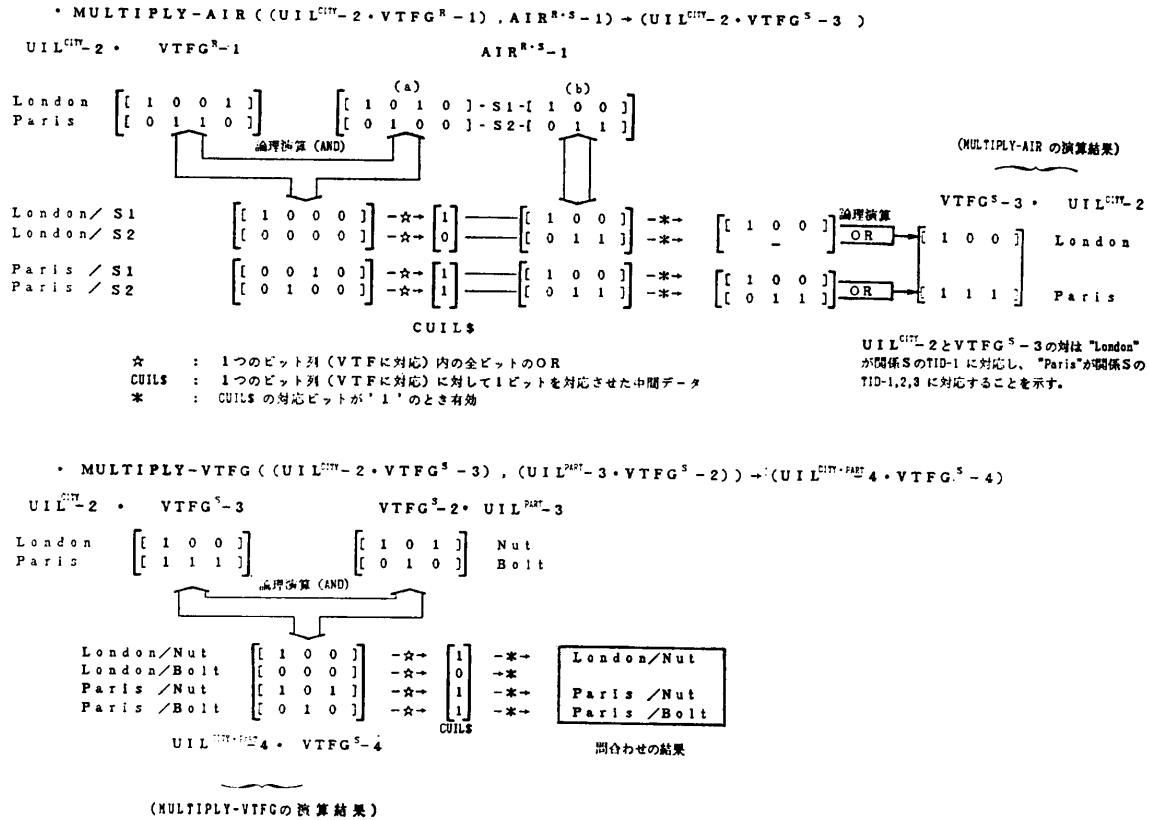 ・ MULTIPLY-AIR ((UIL^CITY-2・VTFG^R-1), AIR^R・S-1) → (UIL^CITY-2・VTFG^S-3 )
UIL^CITY-2 ・ VTFG^R-1 AIR^R・S-1
(a) (b)
London [[ 1 0 0 1 ]] [[ 1 0 1 0 ]-S1-[ 1 0 0 ]]
Paris [[ 0 1 1 0 ]] [[ 0 1 0 0 ]-S2-[ 0 1 1 ]]
論理演算 (AND)
(MULTIPLY-AIR の演算結果)
VTFG^S-3 ・ UIL^CITY-2
London/ S1 [[ 1 0 0 0 ]] -☆→ [1] [[ 1 0 0 ]] -*→ [[ 1 0 0 ]] 論理演算 OR [[ 1 0 0 ] London
London/ S2 [[ 0 0 0 0 ]] -☆→ [0] [[ 0 1 1 ]] -*→ [ – ]
Paris / S1 [[ 0 0 1 0 ]] -☆→ [1] [[ 1 0 0 ]] -*→ [[ 1 0 0 ]] OR [ 1 1 1 ]] Paris
Paris / S2 [[ 0 1 0 0 ]] -☆→ [1] [[ 0 1 1 ]] -*→ [[ 0 1 1 ]]
CUIL$
☆ : 1つのビット列 (VTFに対応) 内の全ビットのOR
CUIL$ : 1つのビット列 (VTFに対応) に対して1ビットを対応させた中間データ
* : CUIL$ の対応ビットが'1'のとき有効
UIL^CITY-2とVTFG^S-3の対は "London"
が関係SのTID-1 に対応し、"Paris"が関係Sの
TID-1,2,3 に対応することを示す。
・ MULTIPLY-VTFG ((UIL^CITY-2・VTFG^S-3), (UIL^PART-3・VTFG^S-2)) → (UIL^CITY・PART-4・VTFG^S-4)
UIL^CITY-2 ・ VTFG^S-3 VTFG^S-2・ UIL^PART-3
London [[ 1 0 0 ]] [[ 1 0 1 ]] Nut
Paris [[ 1 1 1 ]] [[ 0 1 0 ]] Bolt
論理演算 (AND)
London/Nut [[ 1 0 0 ]] -☆→ [1] -*→ London/Nut
London/Bolt [[ 0 0 0 ]] -☆→ [0] →*
Paris /Nut [[ 1 0 1 ]] -☆→ [1] -*→ Paris /Nut
Paris /Bolt [[ 0 1 0 ]] -☆→ [1] -*→ Paris /Bolt
CUIL$
UIL^CITY・PART-4・ VTFG^S-4
問合わせの結果
(MULTIPLY-VTFGの演算結果)